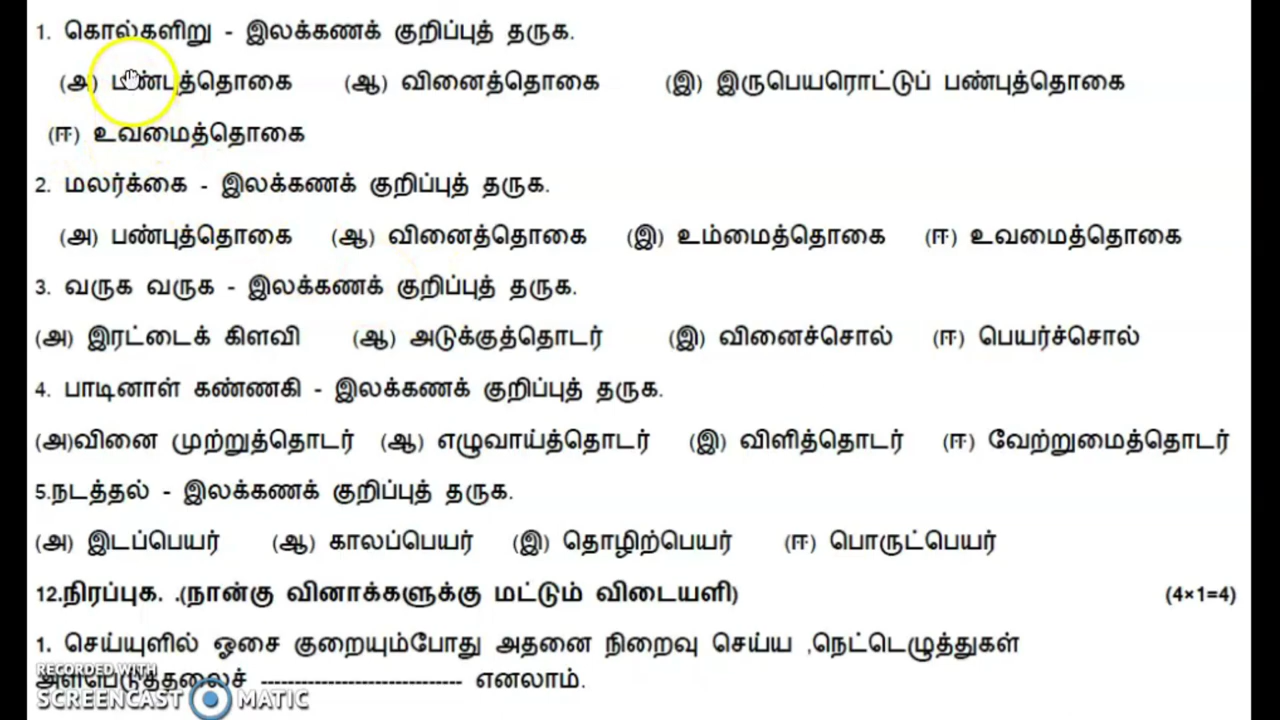 1. கொல்களிறு - இலக்கணக் குறிப்புத் தருக.
(அ) பண்புத்தொகை (ஆ) வினைத்தொகை (இ) இருபெயரொட்டுப் பண்புத்தொகை
(ஈ) உவமைத்தொகை
2. மலர்க்கை - இலக்கணக் குறிப்புத் தருக.
(அ) பண்புத்தொகை (ஆ) வினைத்தொகை (இ) உம்மைத்தொகை (ஈ) உவமைத்தொகை
3. வருக வருக - இலக்கணக் குறிப்புத் தருக.
(அ) இரட்டைக் கிளவி (ஆ) அடுக்குத்தொடர் (இ) வினைச்சொல் (ஈ) பெயர்ச்சொல்
4. பாடினாள் கண்ணகி - இலக்கணக் குறிப்புத் தருக.
(அ)வினை முற்றுத்தொடர் (ஆ) எழுவாய்த்தொடர் (இ) விளித்தொடர் (ஈ) வேற்றுமைத்தொடர்
5.நடத்தல் - இலக்கணக் குறிப்புத் தருக.
(அ) இடப்பெயர் (ஆ) காலப்பெயர் (இ) தொழிற்பெயர் (ஈ) பொருட்பெயர்
12.நிரப்புக. .(நான்கு வினாக்களுக்கு மட்டும் விடையளி) (4×1=4)
1. செய்யுளில் ஓசை குறையும்போது அதனை நிறைவு செய்ய ,நெட்டெழுத்துகள்
அளபெடுத்தலைச் ------------------------------ எனலாம்.
RECORDED WITH
SCREENCAST MATIC